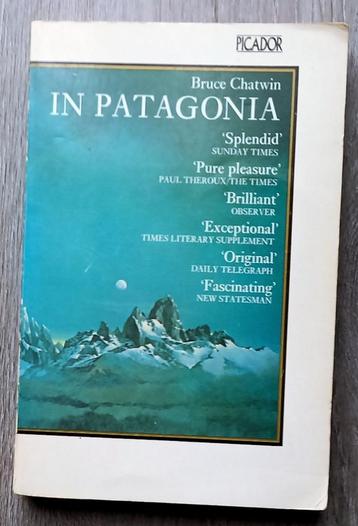 PICADOR
Bruce Chatwin
IN PATAGONIA
'Splendid'
SUNDAY TIMES
'Pure pleasure'
PAUL THEROUX/THE TIMES
'Brilliant'
OBSERVER
'Exceptional'
TIMES LITERARY SUPPLEMENT
'Original'
DAILY TELEGRAPH
'Fascinating'
NEW STATESMAN